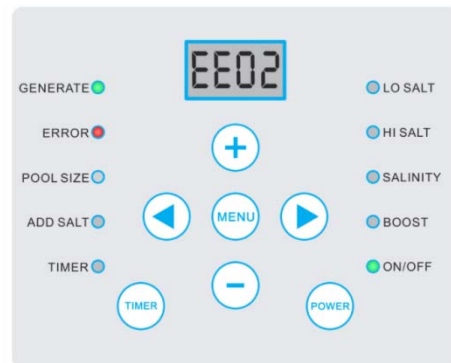 EE02
GENERATE
LO SALT
ERROR
HI SALT
+
POOL SIZE
SALINITY
MENU
ADD SALT
BOOST
TIMER
ON/OFF
−
TIMER
POWER